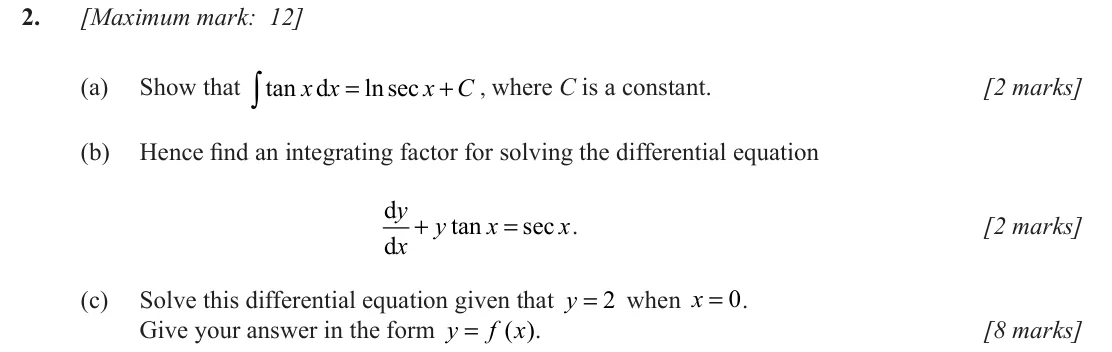 2. [Maximum mark: 12]
(a) Show that ∫ tan x dx = ln sec x + C , where C is a constant. [2 marks]
(b) Hence find an integrating factor for solving the differential equation
dy/dx + y tan x = sec x. [2 marks]
(c) Solve this differential equation given that y = 2 when x = 0.
Give your answer in the form y = f (x). [8 marks]